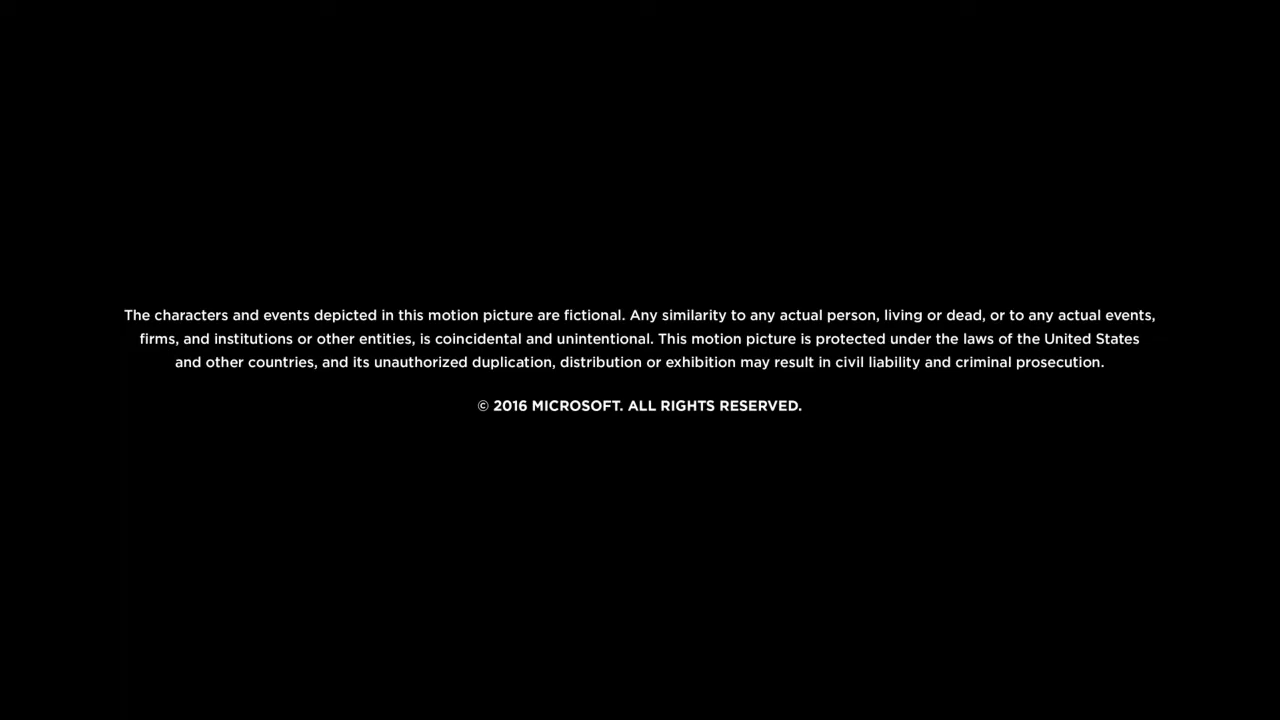 The characters and events depicted in this motion picture are fictional. Any similarity to any actual person, living or dead, or to any actual events,
firms, and institutions or other entities, is coincidental and unintentional. This motion picture is protected under the laws of the United States
and other countries, and its unauthorized duplication, distribution or exhibition may result in civil liability and criminal prosecution.
© 2016 MICROSOFT. ALL RIGHTS RESERVED.